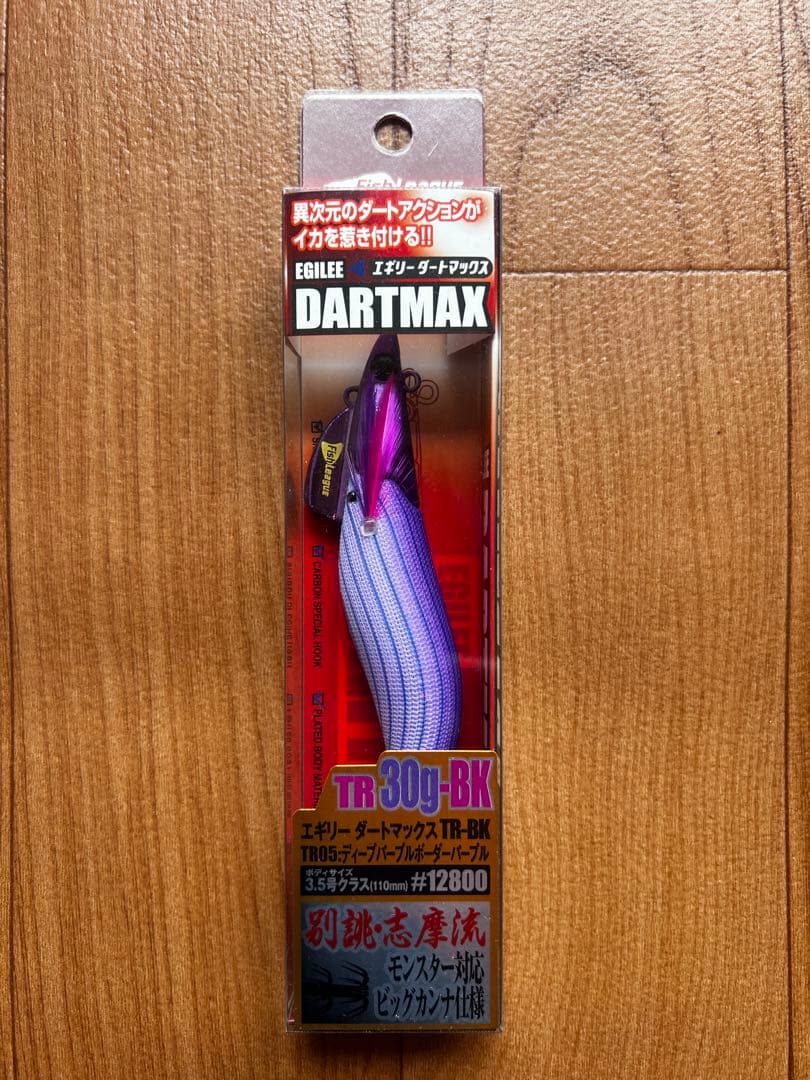 Fish League
異次元のダートアクションが
イカを惹き付ける!!
EGILEE エギリーダートマックス
DARTMAX
Fish League
CARBON SPECIAL HOOK
EGILEE
PLATED BODY
TR 30g-BK
エギリー ダートマックス TR-BK
TR05:ディープパープルボーダーパープル
ボディサイズ
3.5号クラス(110mm) #12800
別誂・志摩流
モンスター対応
ビッグカンナ仕様